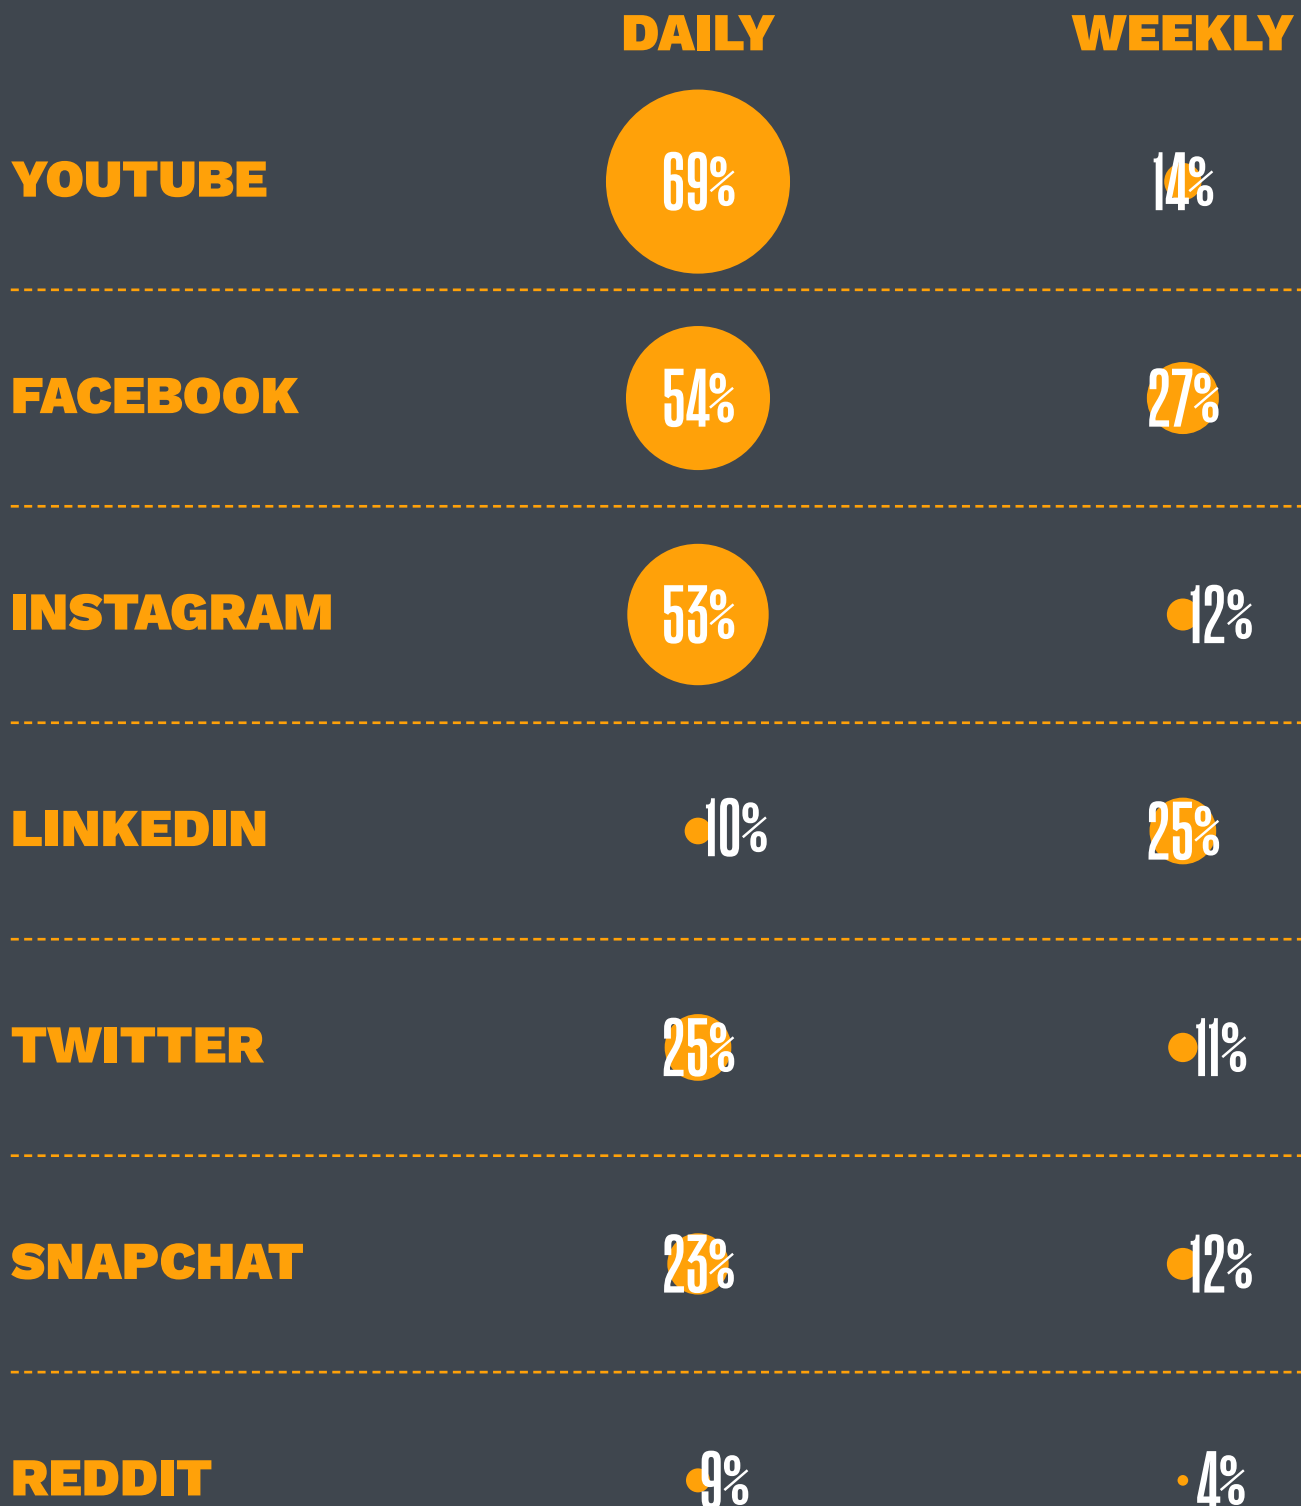 DAILY WEEKLY
YOUTUBE 69% 14%
FACEBOOK 54% 27%
INSTAGRAM 53% 12%
LINKEDIN 10% 25%
TWITTER 25% 11%
SNAPCHAT 23% 12%
REDDIT 9% 4%